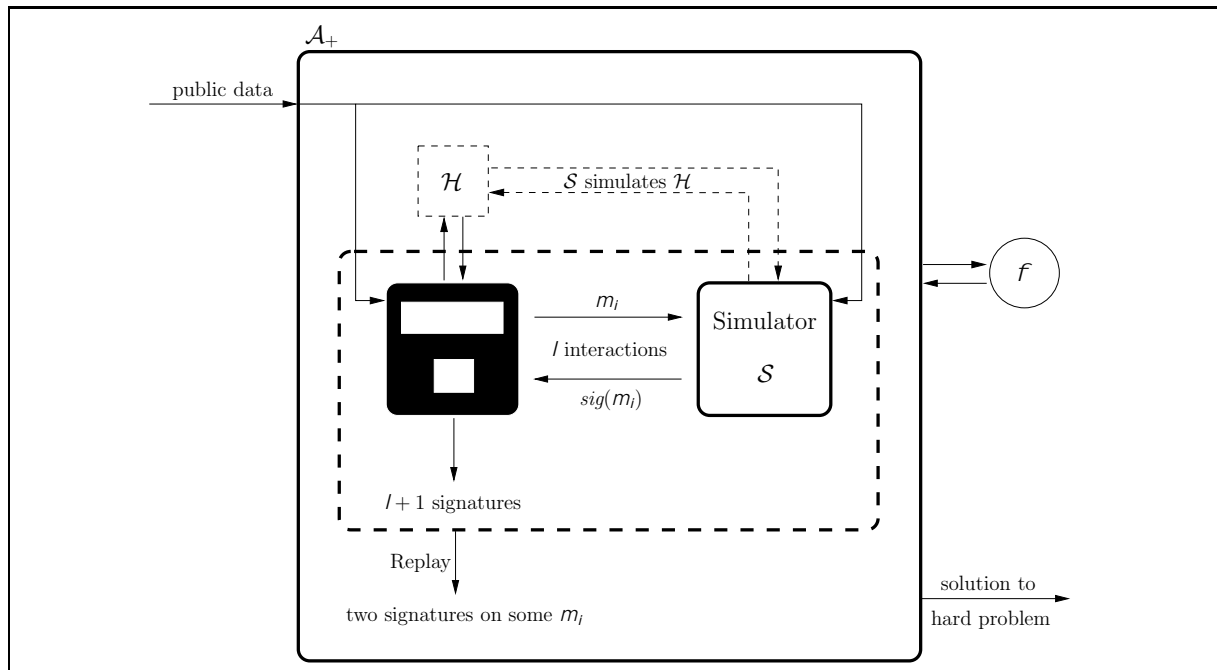 𝒜₊
public data
ℋ
𝒮 simulates ℋ
f
mᵢ
Simulator
l interactions
𝒮
sig(mᵢ)
l + 1 signatures
Replay
two signatures on some mᵢ
solution to
hard problem